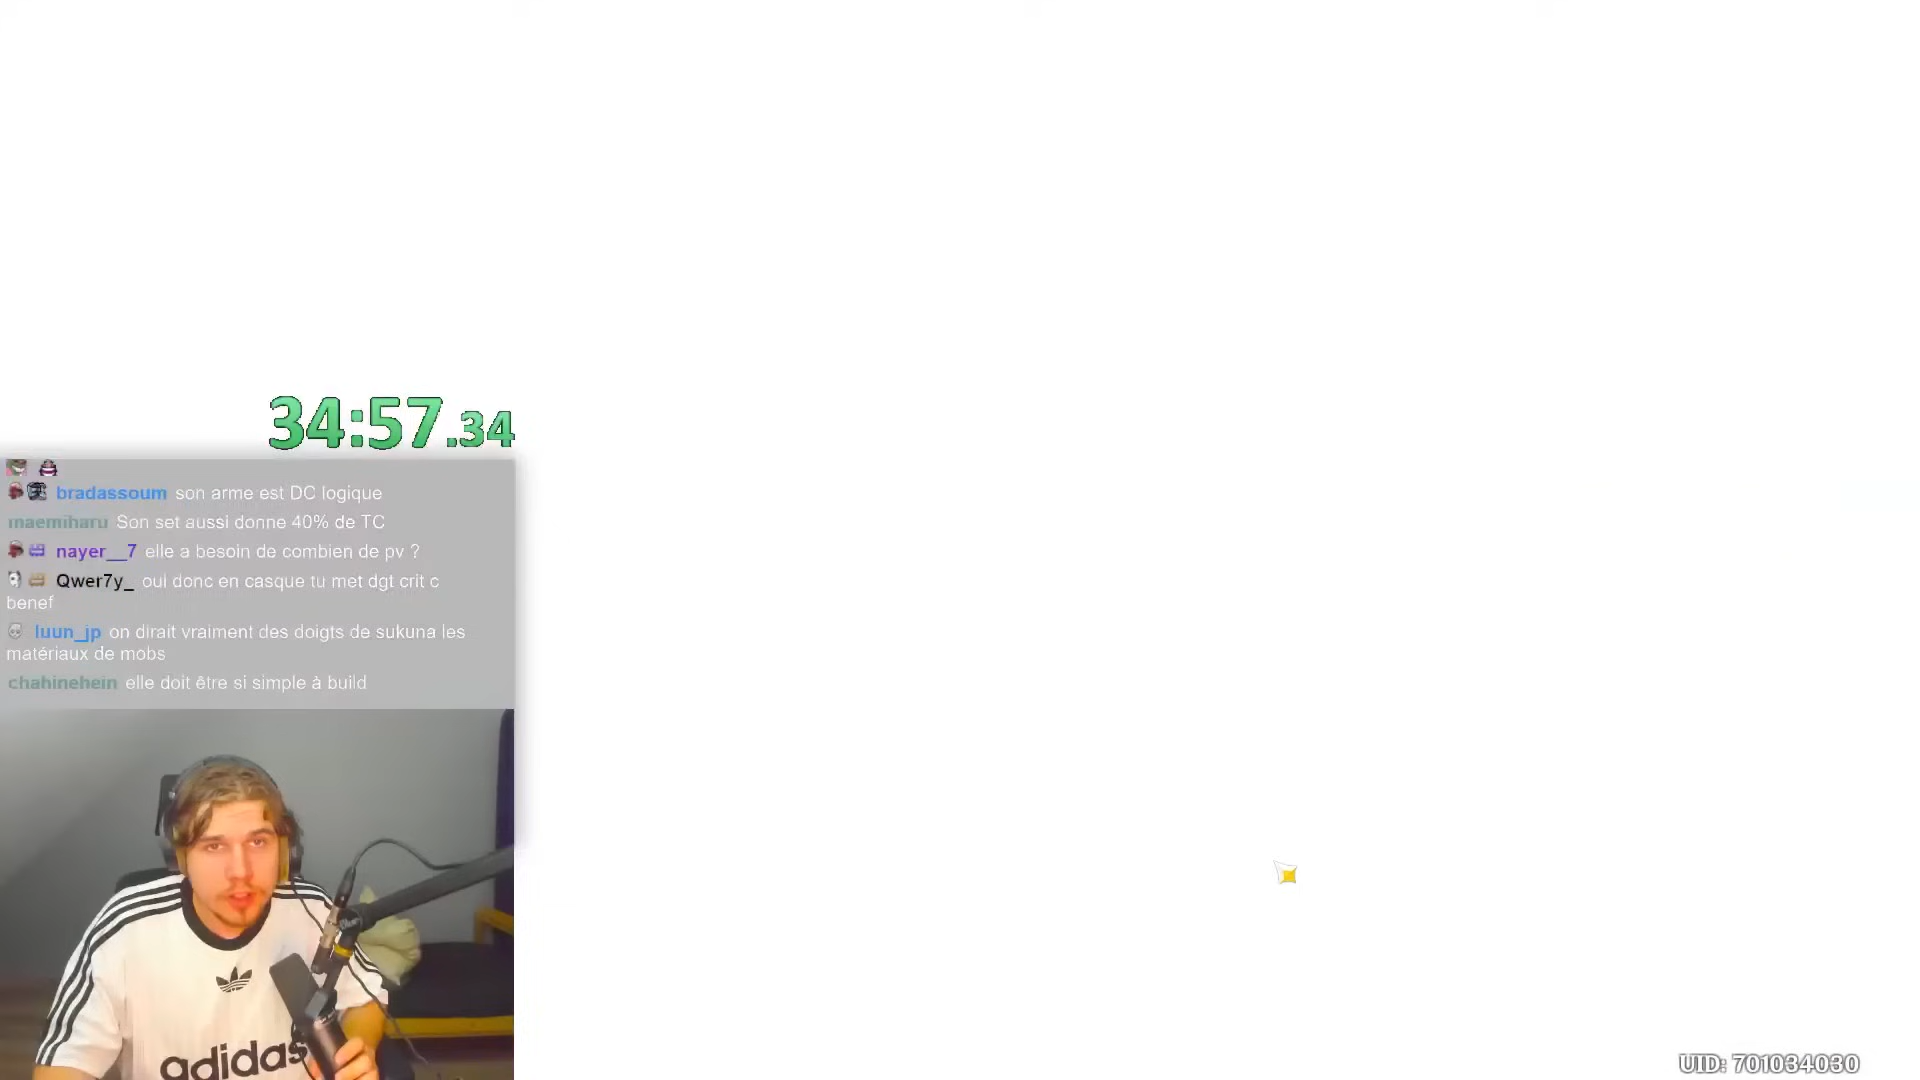 34:57.34
bradassoum son arme est DC logique
maemiharu Son set aussi donne 40% de TC
nayer__7 elle a besoin de combien de pv ?
Qwer7y_ oui donc en casque tu met dgt crit c
benef
luun_jp on dirait vraiment des doigts de sukuna les
matériaux de mobs
chahinehein elle doit être si simple à build
adidas
UID: 701034030